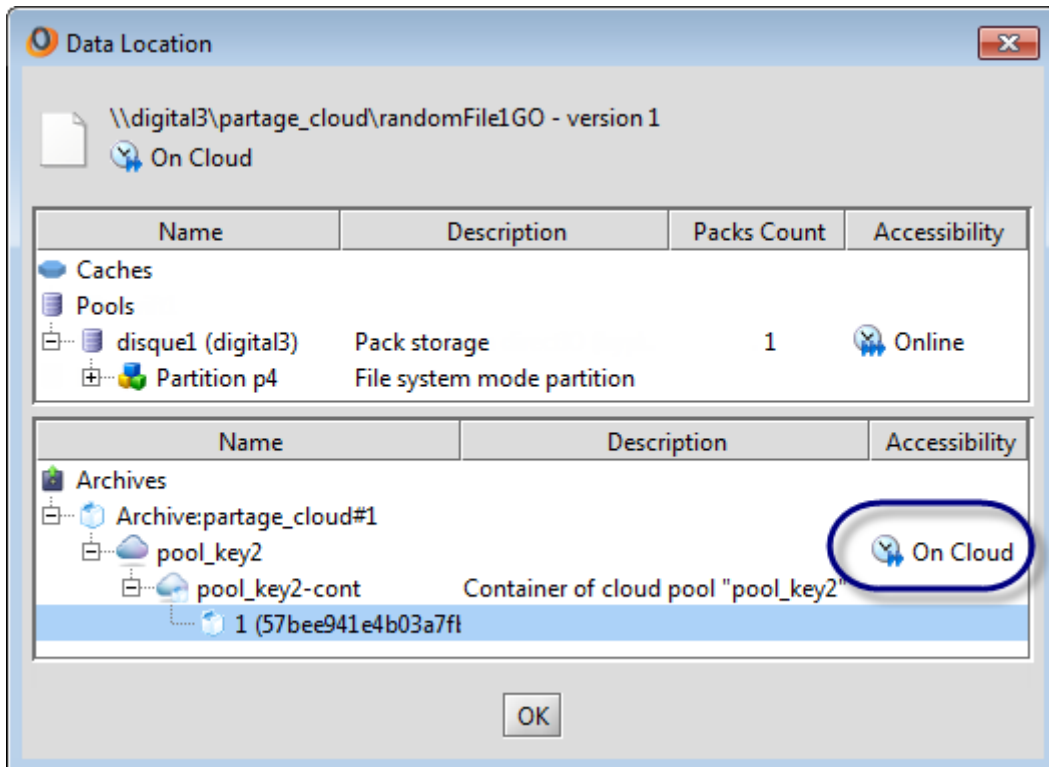 Data Location
\\digital3\partage_cloud\randomFile1GO - version 1
On Cloud
Name Description Packs Count Accessibility
Caches
Pools
disque1 (digital3) Pack storage 1 Online
Partition p4 File system mode partition
Name Description Accessibility
Archives
Archive:partage_cloud#1
pool_key2 On Cloud
pool_key2-cont Container of cloud pool "pool_key2"
1 (57bee941e4b03a7fl
OK